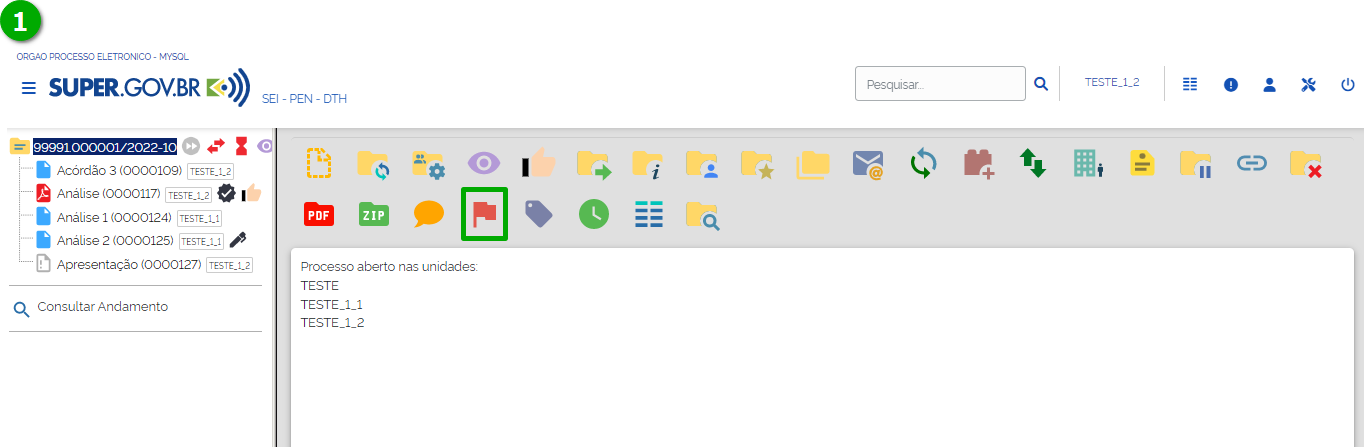 1
ORGAO PROCESSO ELETRONICO - MYSQL
SUPER.GOV.BR
SEI - PEN - DTH
Pesquisar...
TESTE_1_2
99991.000001/2022-10
Acórdão 3 (0000109) TESTE_1_2
Análise (0000117) TESTE_1_2
Análise 1 (0000124) TESTE_1_1
Análise 2 (0000125) TESTE_1_1
Apresentação (0000127) TESTE_1_2
Consultar Andamento
PDF
ZIP
Processo aberto nas unidades:
TESTE
TESTE_1_1
TESTE_1_2